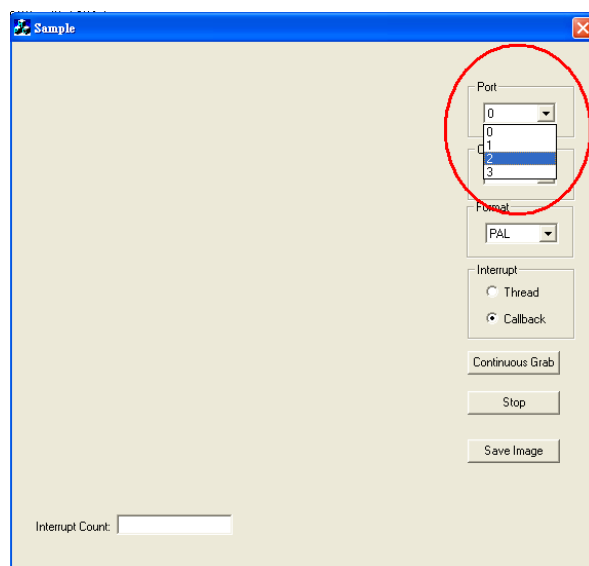 Sample
Port
0
0
1
2
3
Format
PAL
Interrupt
Thread
Callback
Continuous Grab
Stop
Save Image
Interrupt Count: